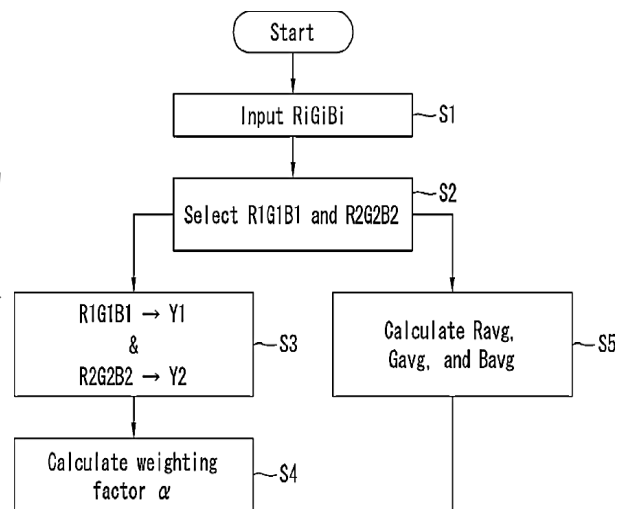 Start
Input RiGiBi
S1
S2
Select R1G1B1 and R2G2B2
R1G1B1 → Y1
&
R2G2B2 → Y2
S3
Calculate Ravg,
Gavg, and Bavg
S5
Calculate weighting
factor α
S4